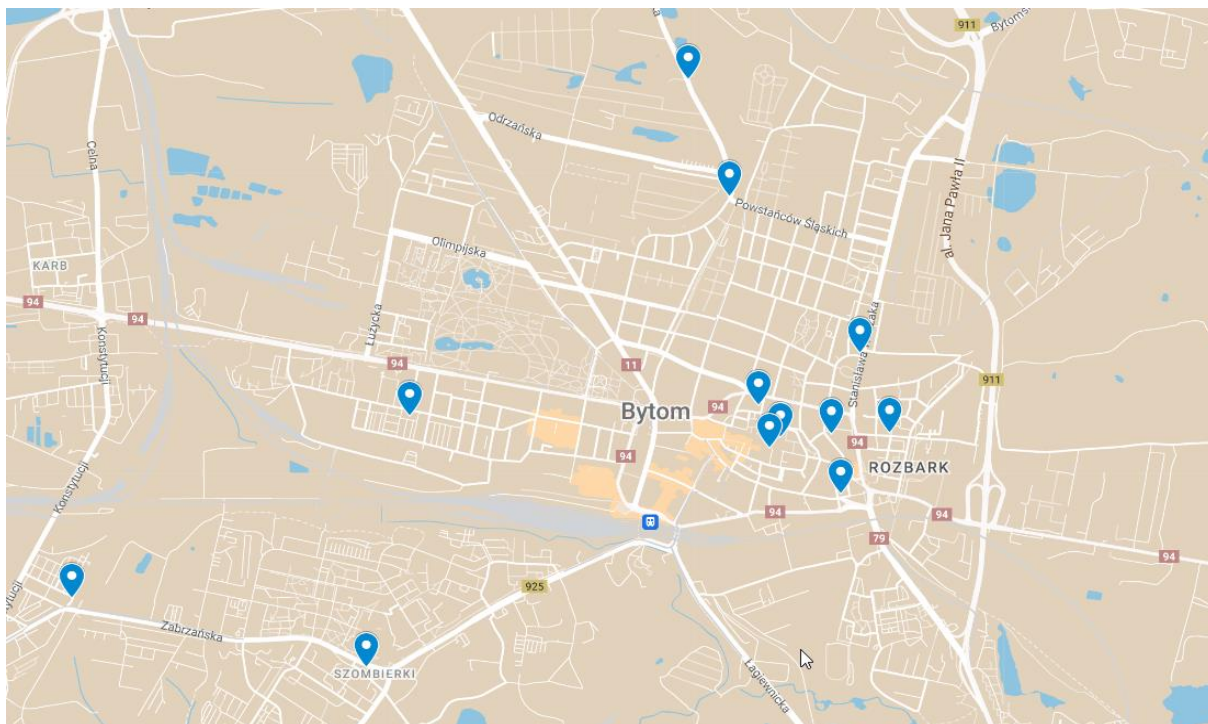 911
Bytoms
Odrzańska
Celna
al. Jana Pawła II
Powstańców Śląskich
Olimpijska
KARB
94
94
Łużycka
Konstytucji
94
11
Stanisława
911
94
Bytom
94
94
ROZBARK
Konstytucji
94
94
79
94
925
Zabrzańska
SZOMBIERKI
Łagiewnicka